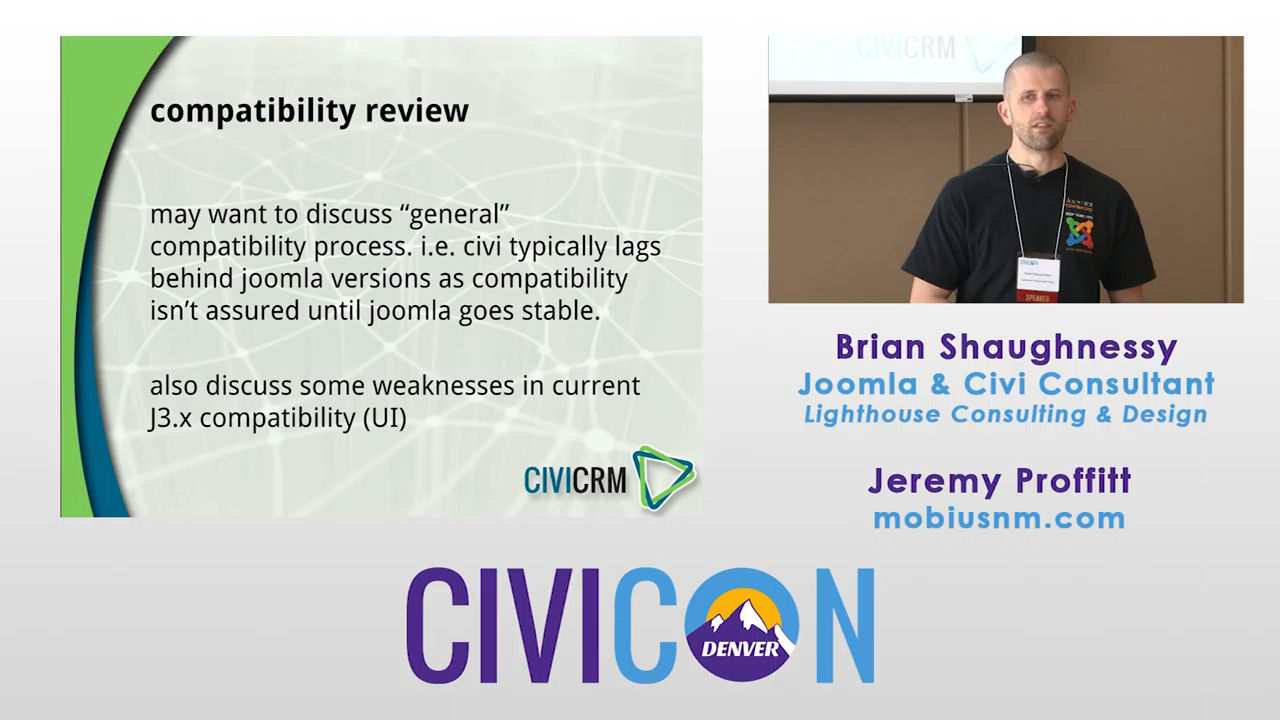 compatibility review
may want to discuss “general”
compatibility process. i.e. civi typically lags
behind joomla versions as compatibility
isn’t assured until joomla goes stable.
also discuss some weaknesses in current
J3.x compatibility (UI)
CIVICRM
CIVICRM
SPEAKER
Brian Shaughnessy
Joomla & Civi Consultant
Lighthouse Consulting & Design
Jeremy Proffitt
mobiusnm.com
CIVICON
DENVER